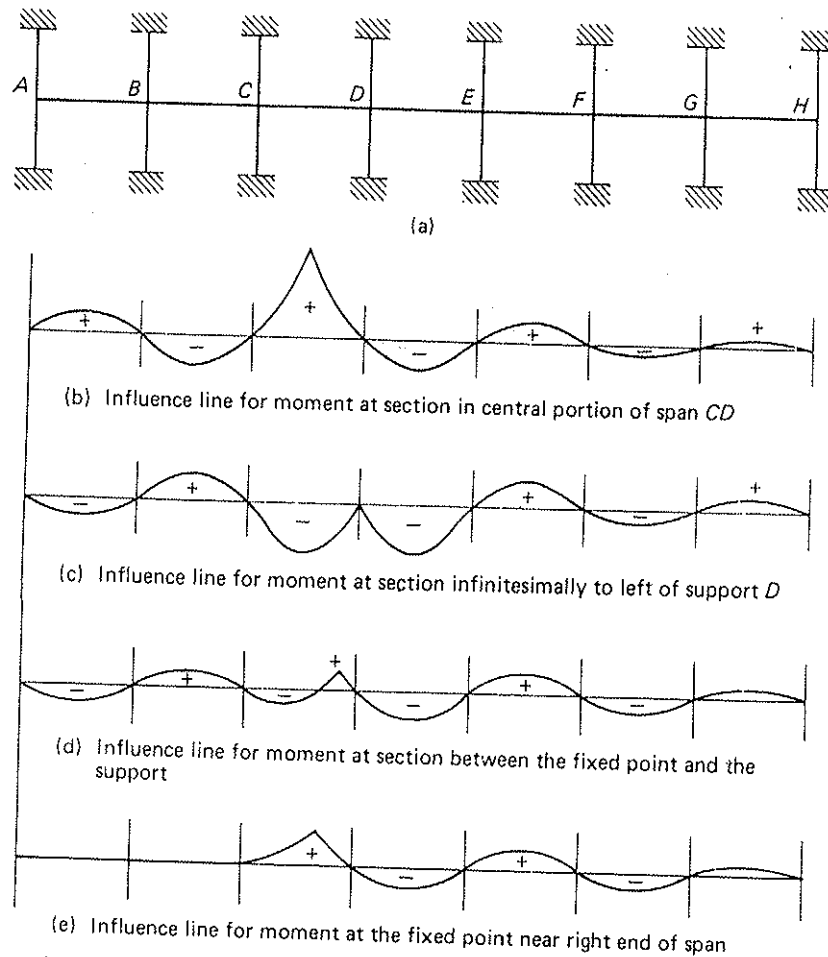 A B C D E F G H
(a)
+ − + − + − +
(b) Influence line for moment at section in central portion of span CD
− + − − + − +
(c) Influence line for moment at section infinitesimally to left of support D
− + − + − + −
(d) Influence line for moment at section between the fixed point and the
support
+ − + −
(e) Influence line for moment at the fixed point near right end of span